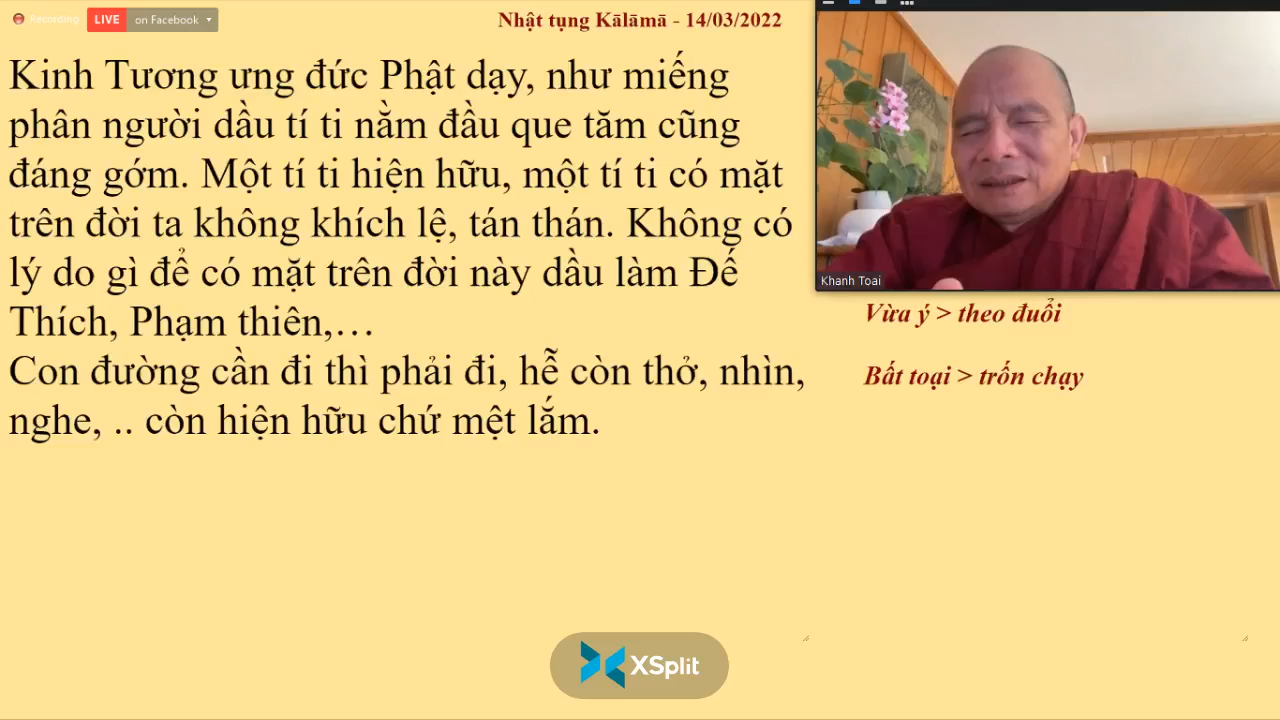 Recording
LIVE on Facebook
Nhật tụng Kālāmā - 14/03/2022
Kinh Tương ưng đức Phật dạy, như miếng
phân người dầu tí ti nằm đầu que tăm cũng
đáng gớm. Một tí ti hiện hữu, một tí ti có mặt
trên đời ta không khích lệ, tán thán. Không có
lý do gì để có mặt trên đời này dầu làm Đế
Thích, Phạm thiên,…
Con đường cần đi thì phải đi, hễ còn thở, nhìn,
nghe, .. còn hiện hữu chứ mệt lắm.
Khanh Toai
Vừa ý > theo đuổi
Bất toại > trốn chạy
XSplit